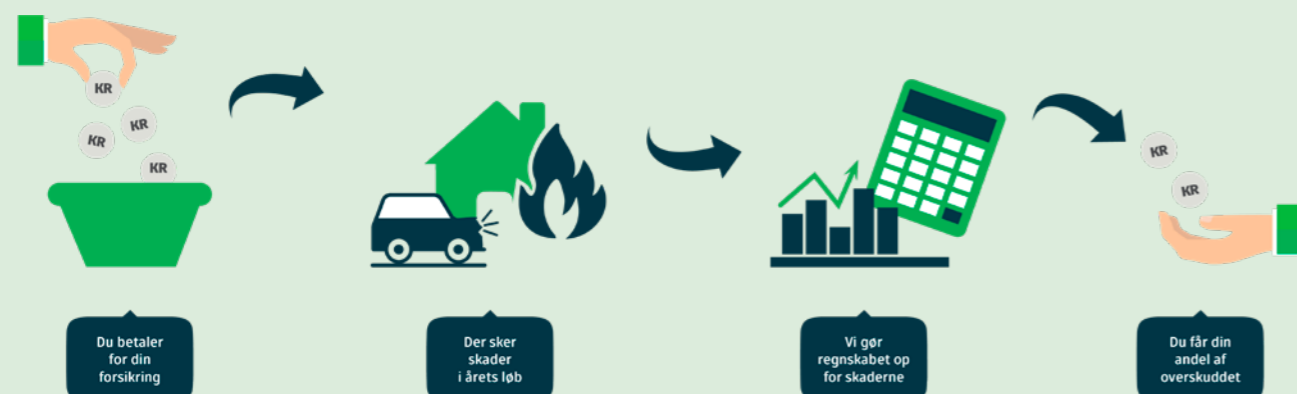 KR
KR
KR
KR
KR
KR
Du betaler
for din
forsikring
Der sker
skader
i årets løb
Vi gør
regnskabet op
for skaderne
Du får din
andel af
overskuddet